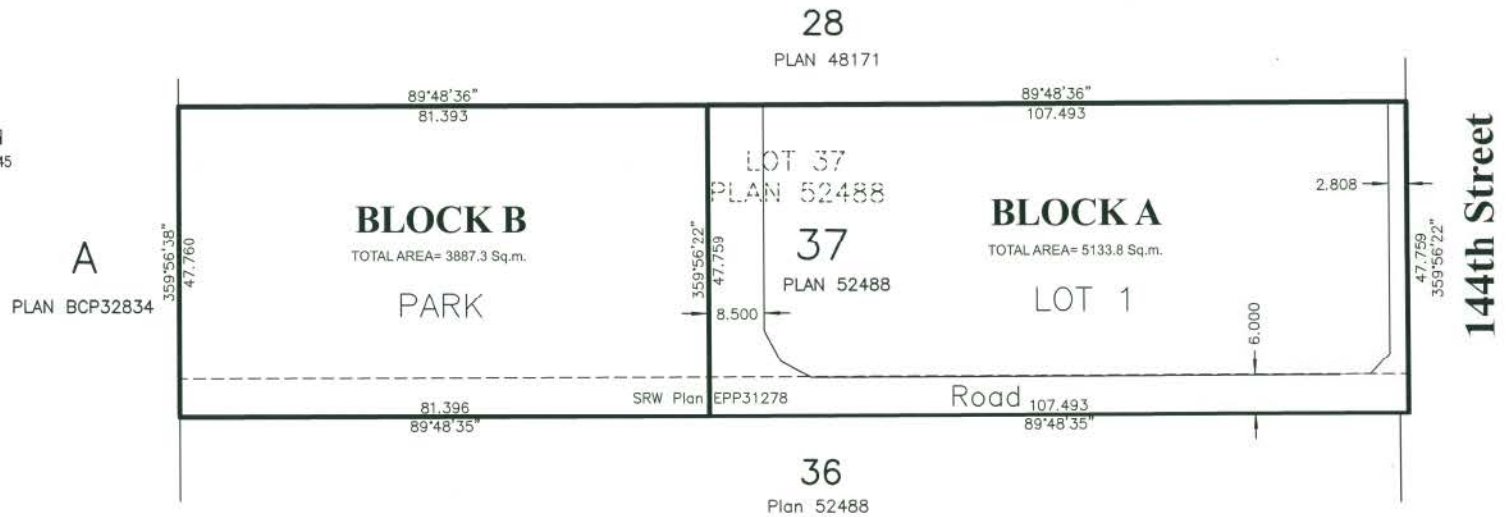 28
PLAN 48171
89°48'36"
81.393
89°48'36"
107.493
45
LOT 37
PLAN 52488
2.808
BLOCK B
TOTAL AREA= 3887.3 Sq.m.
PARK
A
PLAN BCP32834
359°56'38"
47.760
359°56'22"
47.759
37
PLAN 52488
8.500
BLOCK A
TOTAL AREA= 5133.8 Sq.m.
LOT 1
6.000
47.759
359°56'22"
144th Street
SRW Plan EPP31278
Road
81.396
89°48'35"
107.493
89°48'35"
36
Plan 52488